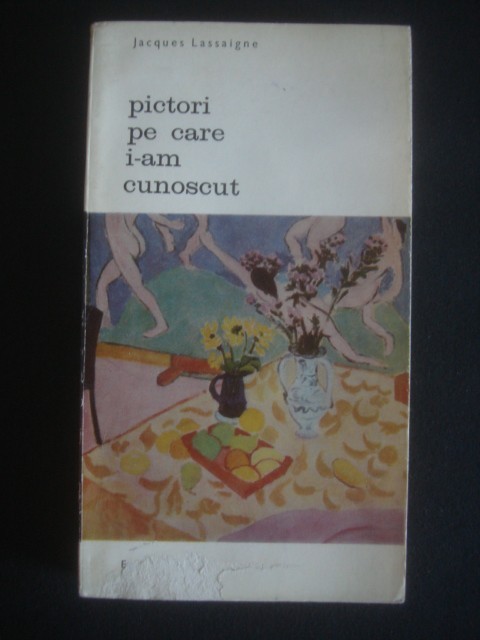 Jacques Lassaigne
pictori
pe care
i-am
cunoscut